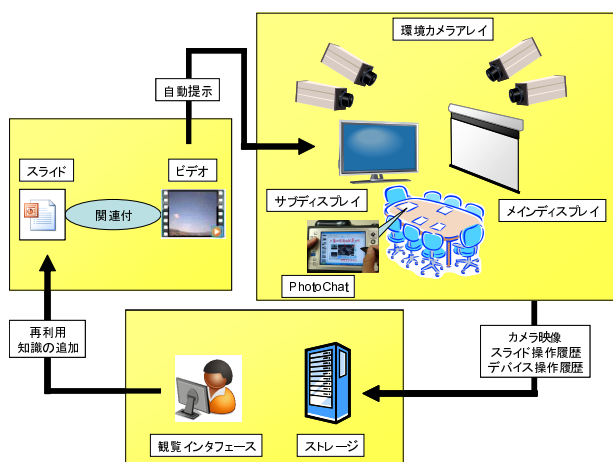 環境カメラアレイ
自動提示
スライド
ビデオ
関連付
サブディスプレイ
メインディスプレイ
PhotoChat
再利用
知識の追加
カメラ映像
スライド操作履歴
デバイス操作履歴
観覧インタフェース
ストレージ